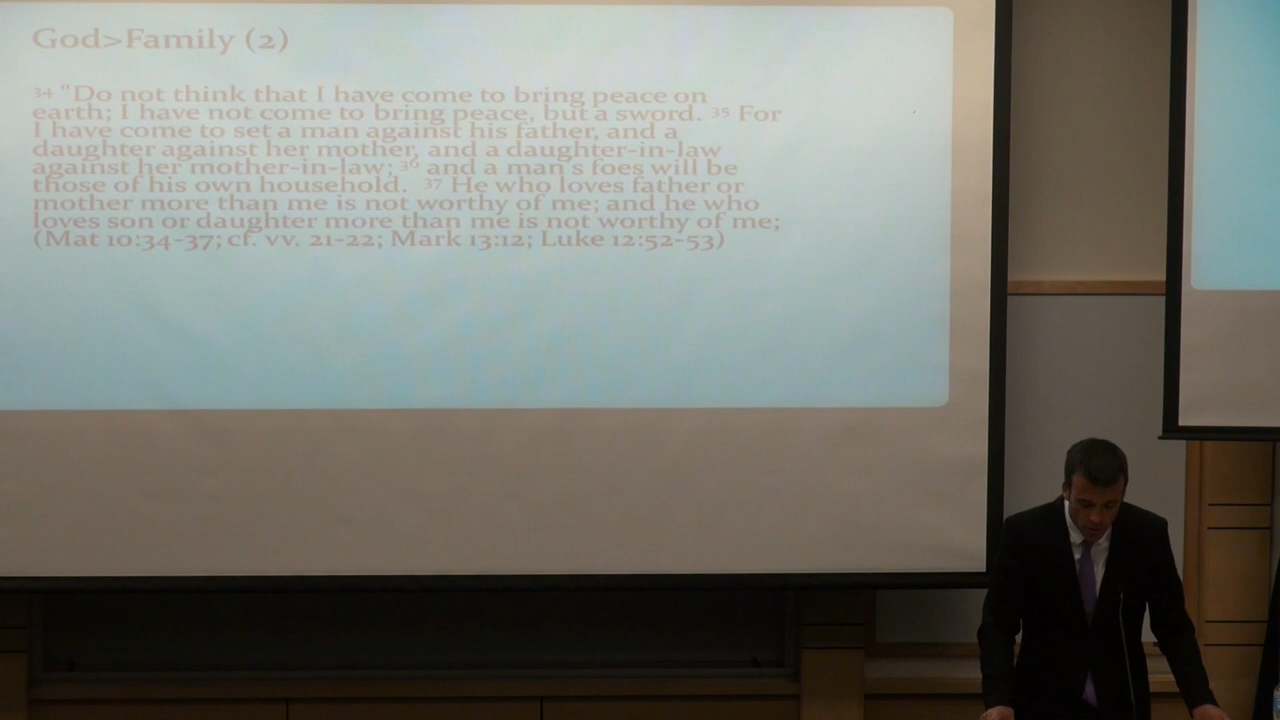 God>Family (2)
34 "Do not think that I have come to bring peace on
earth; I have not come to bring peace, but a sword. 35 For
I have come to set a man against his father, and a
daughter against her mother, and a daughter-in-law
against her mother-in-law; 36 and a man's foes will be
those of his own household. 37 He who loves father or
mother more than me is not worthy of me; and he who
loves son or daughter more than me is not worthy of me;
(Mat 10:34-37; cf. vv. 21-22; Mark 13:12; Luke 12:52-53)